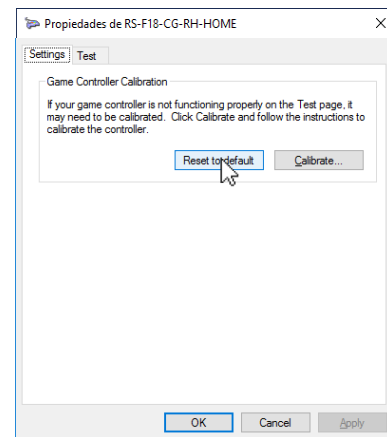 Propiedades de RS-F18-CG-RH-HOME
Settings Test
Game Controller Calibration
If your game controller is not functioning properly on the Test page, it
may need to be calibrated. Click Calibrate and follow the instructions to
calibrate the controller.
Reset to default Calibrate...
OK Cancel Apply